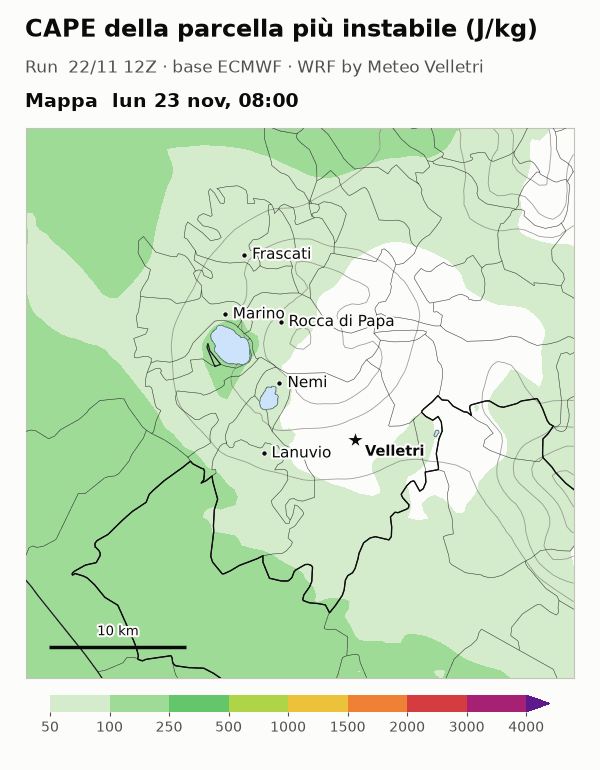 CAPE della parcella più instabile (J/kg)
Run  22/11 12Z · base ECMWF · WRF by Meteo Velletri
Mappa  lun 23 nov, 08:00
Frascati
Marino
Rocca di Papa
Nemi
Velletri
Lanuvio
10 km
50 100 250 500 1000 1500 2000 3000 4000